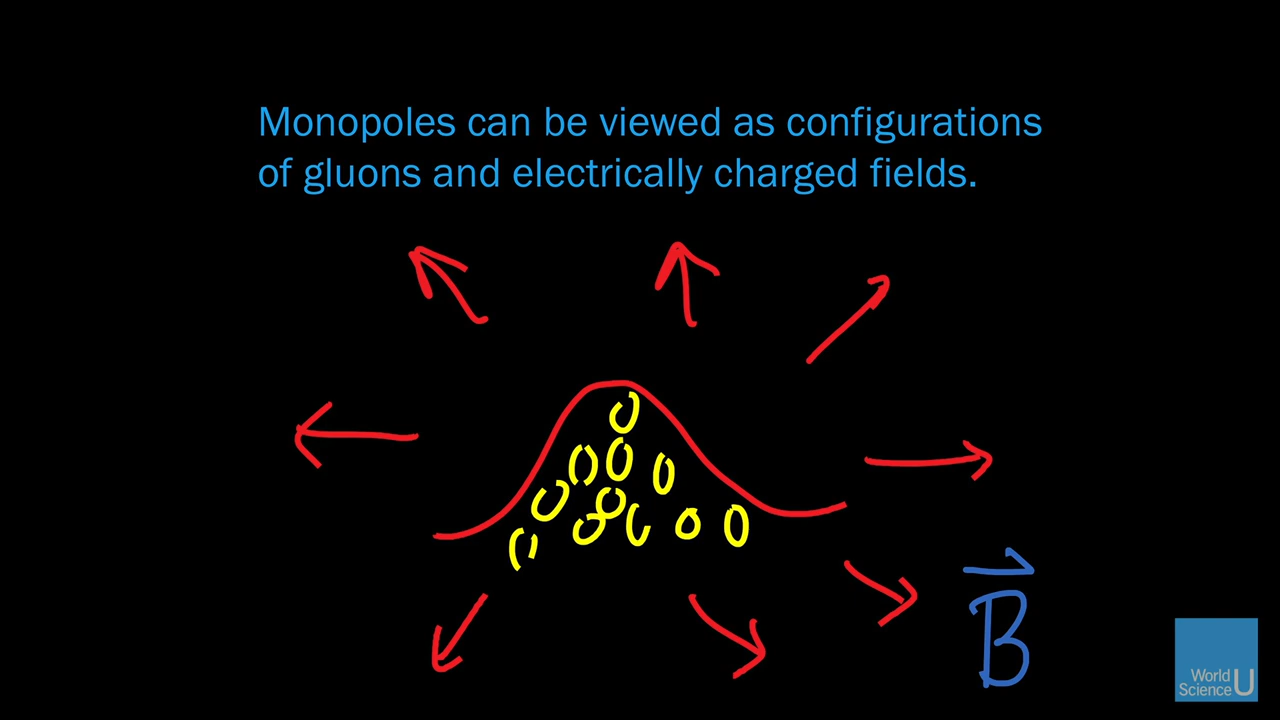 Monopoles can be viewed as configurations
of gluons and electrically charged fields.
B
World
Science U